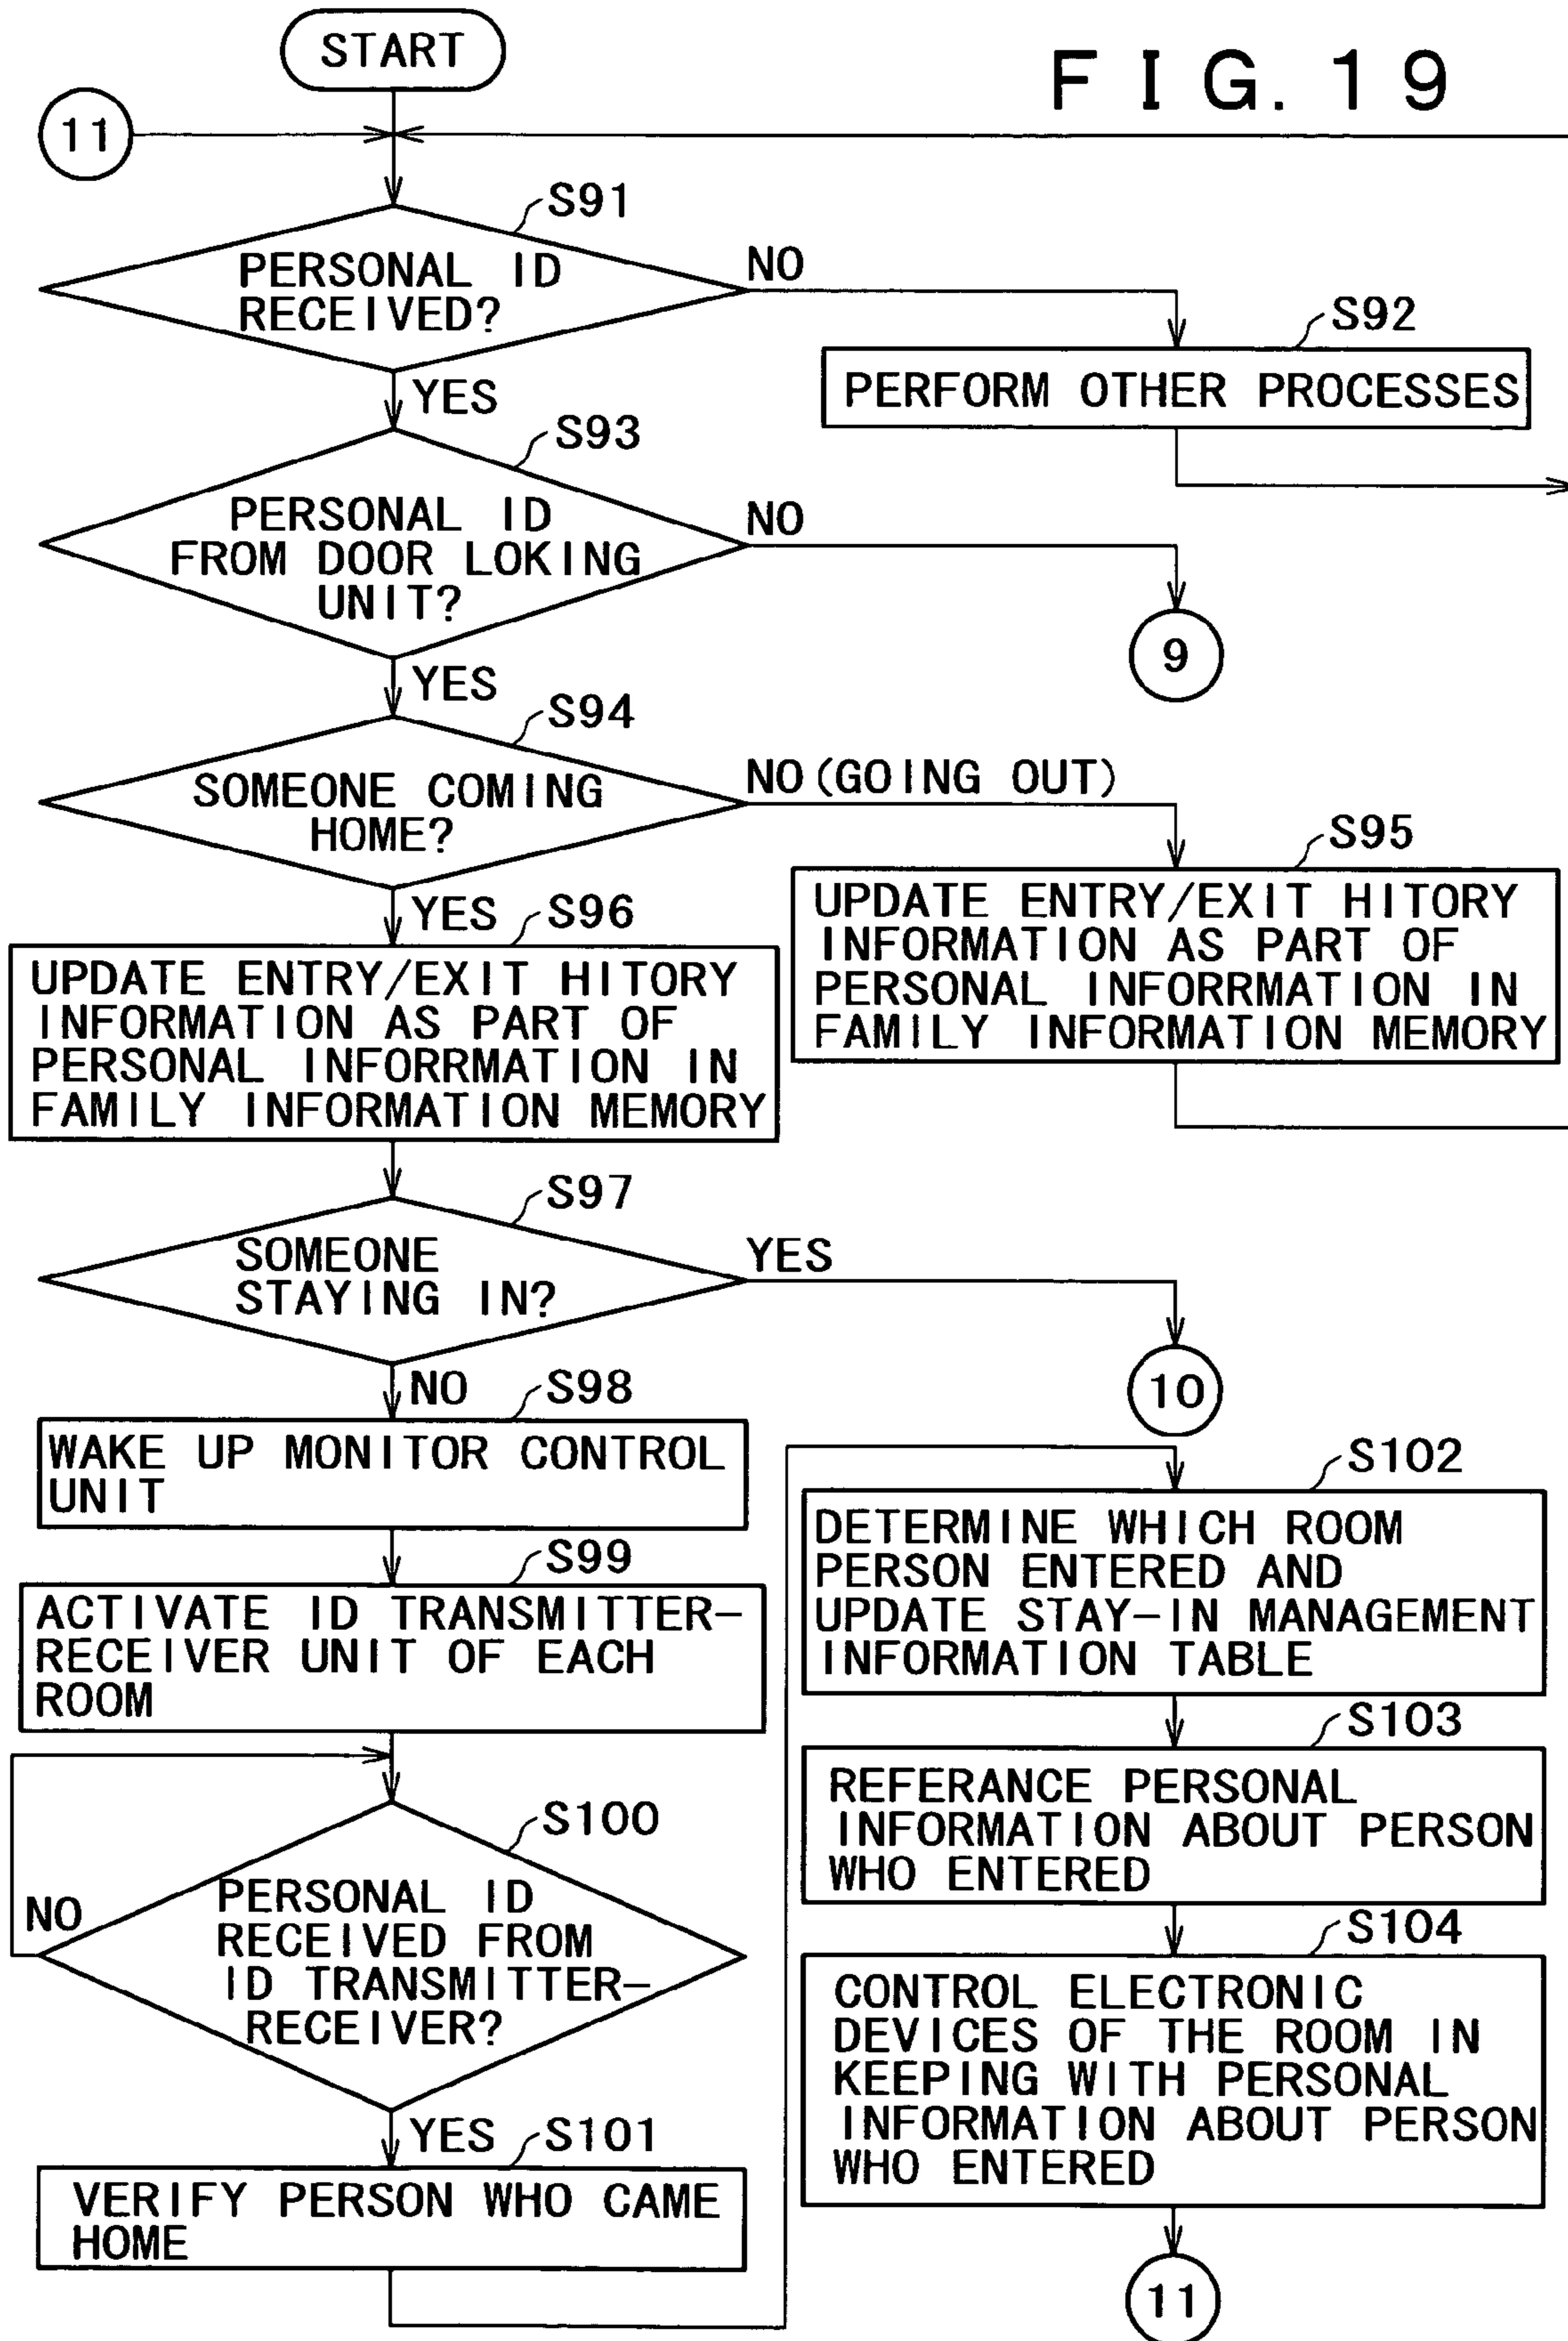 START
FIG. 19
11
S91
PERSONAL ID
RECEIVED?
NO
S92
PERFORM OTHER PROCESSES
YES
S93
PERSONAL ID
FROM DOOR LOKING
UNIT?
NO
9
YES
S94
SOMEONE COMING
HOME?
NO (GOING OUT)
S95
UPDATE ENTRY/EXIT HITORY
INFORMATION AS PART OF
PERSONAL INFORRMATION IN
FAMILY INFORMATION MEMORY
YES
S96
UPDATE ENTRY/EXIT HITORY
INFORMATION AS PART OF
PERSONAL INFORRMATION IN
FAMILY INFORMATION MEMORY
S97
SOMEONE
STAYING IN?
YES
10
NO
S98
WAKE UP MONITOR CONTROL
UNIT
S99
ACTIVATE ID TRANSMITTER-
RECEIVER UNIT OF EACH
ROOM
S100
PERSONAL ID
RECEIVED FROM
ID TRANSMITTER-
RECEIVER?
NO
YES
S101
VERIFY PERSON WHO CAME
HOME
S102
DETERMINE WHICH ROOM
PERSON ENTERED AND
UPDATE STAY-IN MANAGEMENT
INFORMATION TABLE
S103
REFERANCE PERSONAL
INFORMATION ABOUT PERSON
WHO ENTERED
S104
CONTROL ELECTRONIC
DEVICES OF THE ROOM IN
KEEPING WITH PERSONAL
INFORMATION ABOUT PERSON
WHO ENTERED
11